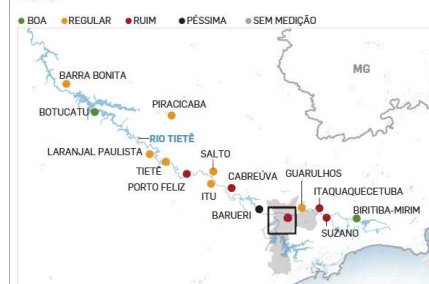 BOA REGULAR RUIM PÉSSIMA SEM MEDIÇÃO
MG
BARRA BONITA
PIRACICABA
BOTUCATU
RIO TIETÊ
LARANJAL PAULISTA
SALTO
TIETÊ
CABREÚVA
GUARULHOS
PORTO FELIZ
ITU
ITAQUAQUECETUBA
BARUERI
BIRITIBA-MIRIM
SUZANO